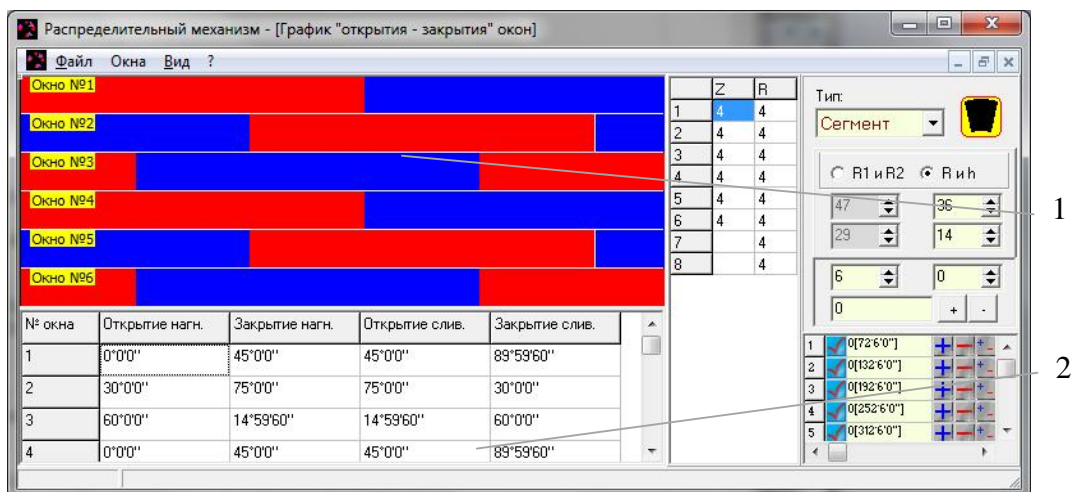 Распределительный механизм - [График "открытия - закрытия" окон]
Файл Окна Вид ?
Окно №1
Окно №2
Окно №3
Окно №4
Окно №5
Окно №6
№ окна Открытие нагн. Закрытие нагн. Открытие слив. Закрытие слив.
1 0°0'0'' 45°0'0'' 45°0'0'' 89°59'60''
2 30°0'0'' 75°0'0'' 75°0'0'' 30°0'0''
3 60°0'0'' 14°59'60'' 14°59'60'' 60°0'0''
4 0°0'0'' 45°0'0'' 45°0'0'' 89°59'60''
Z R
1 4 4
2 4 4
3 4 4
4 4 4
5 4 4
6 4 4
7 4
8 4
Тип:
Сегмент
R1 и R2 R и h
47 36
29 14
6 0
0 + -
1 0[72°6'0'']
2 0[132°6'0'']
3 0[192°6'0'']
4 0[252°6'0'']
5 0[312°6'0'']
1
2